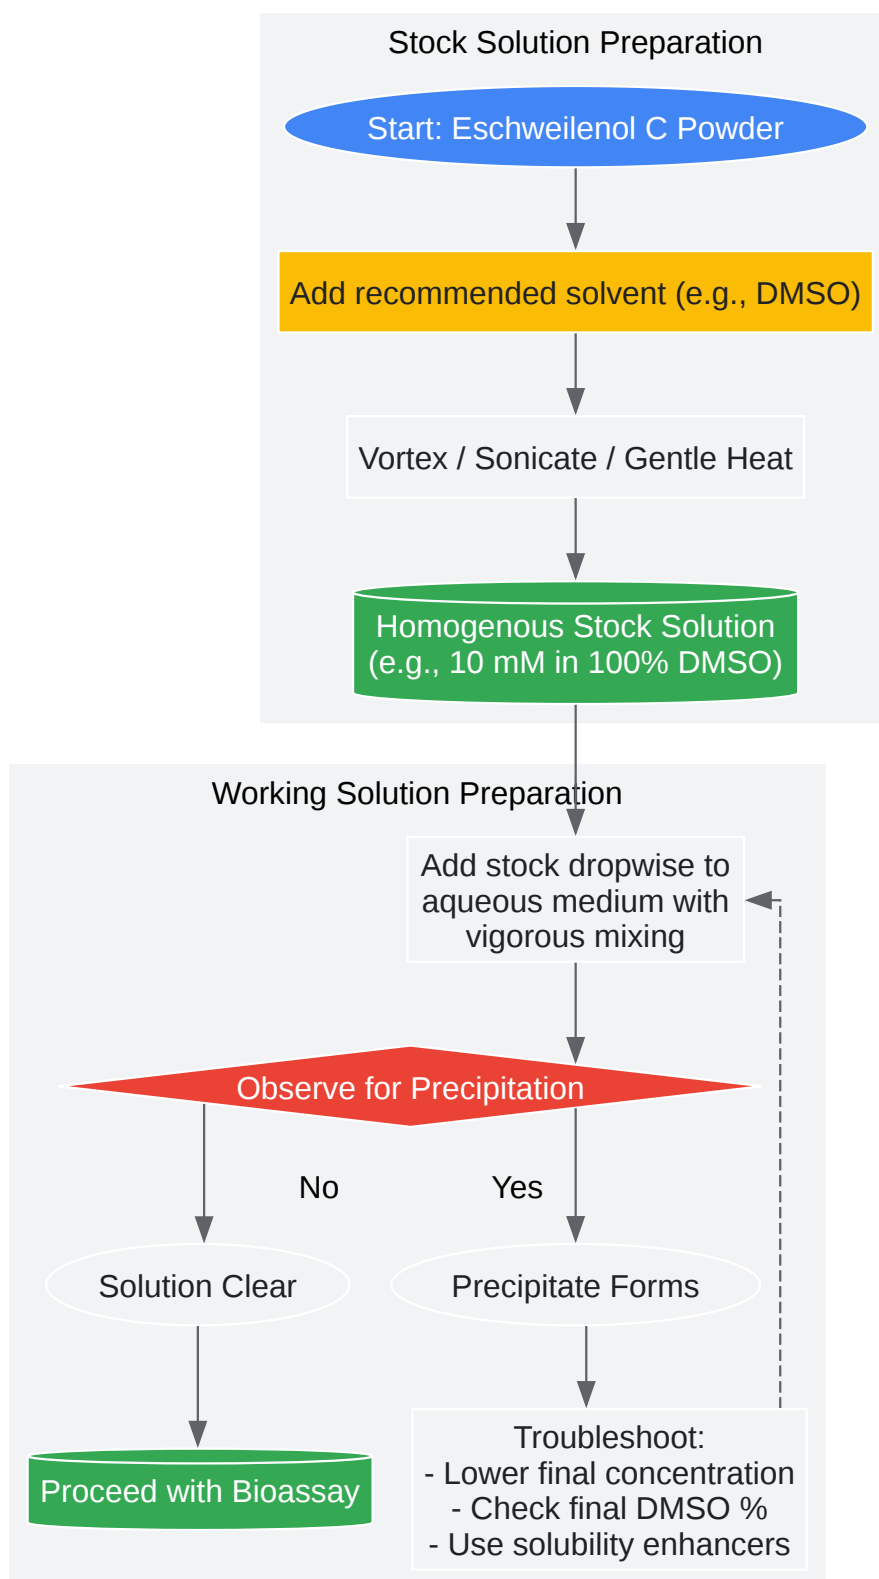 Stock Solution Preparation
Start: Eschweilenol C Powder
Add recommended solvent (e.g., DMSO)
Vortex / Sonicate / Gentle Heat
Homogenous Stock Solution
(e.g., 10 mM in 100% DMSO)
Working Solution Preparation
Add stock dropwise to
aqueous medium with
vigorous mixing
Observe for Precipitation
No
Yes
Solution Clear
Precipitate Forms
Proceed with Bioassay
Troubleshoot:
- Lower final concentration
- Check final DMSO %
- Use solubility enhancers